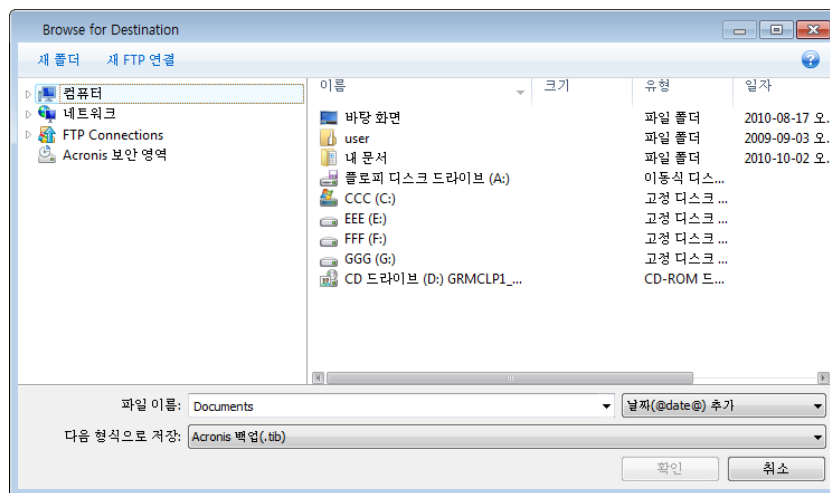 Browse for Destination
새 폴더 새 FTP 연결
컴퓨터
네트워크
FTP Connections
Acronis 보안 영역
이름 크기 유형 일자
바탕 화면 파일 폴더 2010-08-17 오.
user 파일 폴더 2009-09-03 오.
내 문서 파일 폴더 2010-10-02 오.
플로피 디스크 드라이브 (A:) 이동식 디스...
CCC (C:) 고정 디스크 ...
EEE (E:) 고정 디스크 ...
FFF (F:) 고정 디스크 ...
GGG (G:) 고정 디스크 ...
CD 드라이브 (D:) GRMCLP1_... CD-ROM 드...
파일 이름: Documents 날짜(@date@) 추가
다음 형식으로 저장: Acronis 백업(.tib)
확인 취소